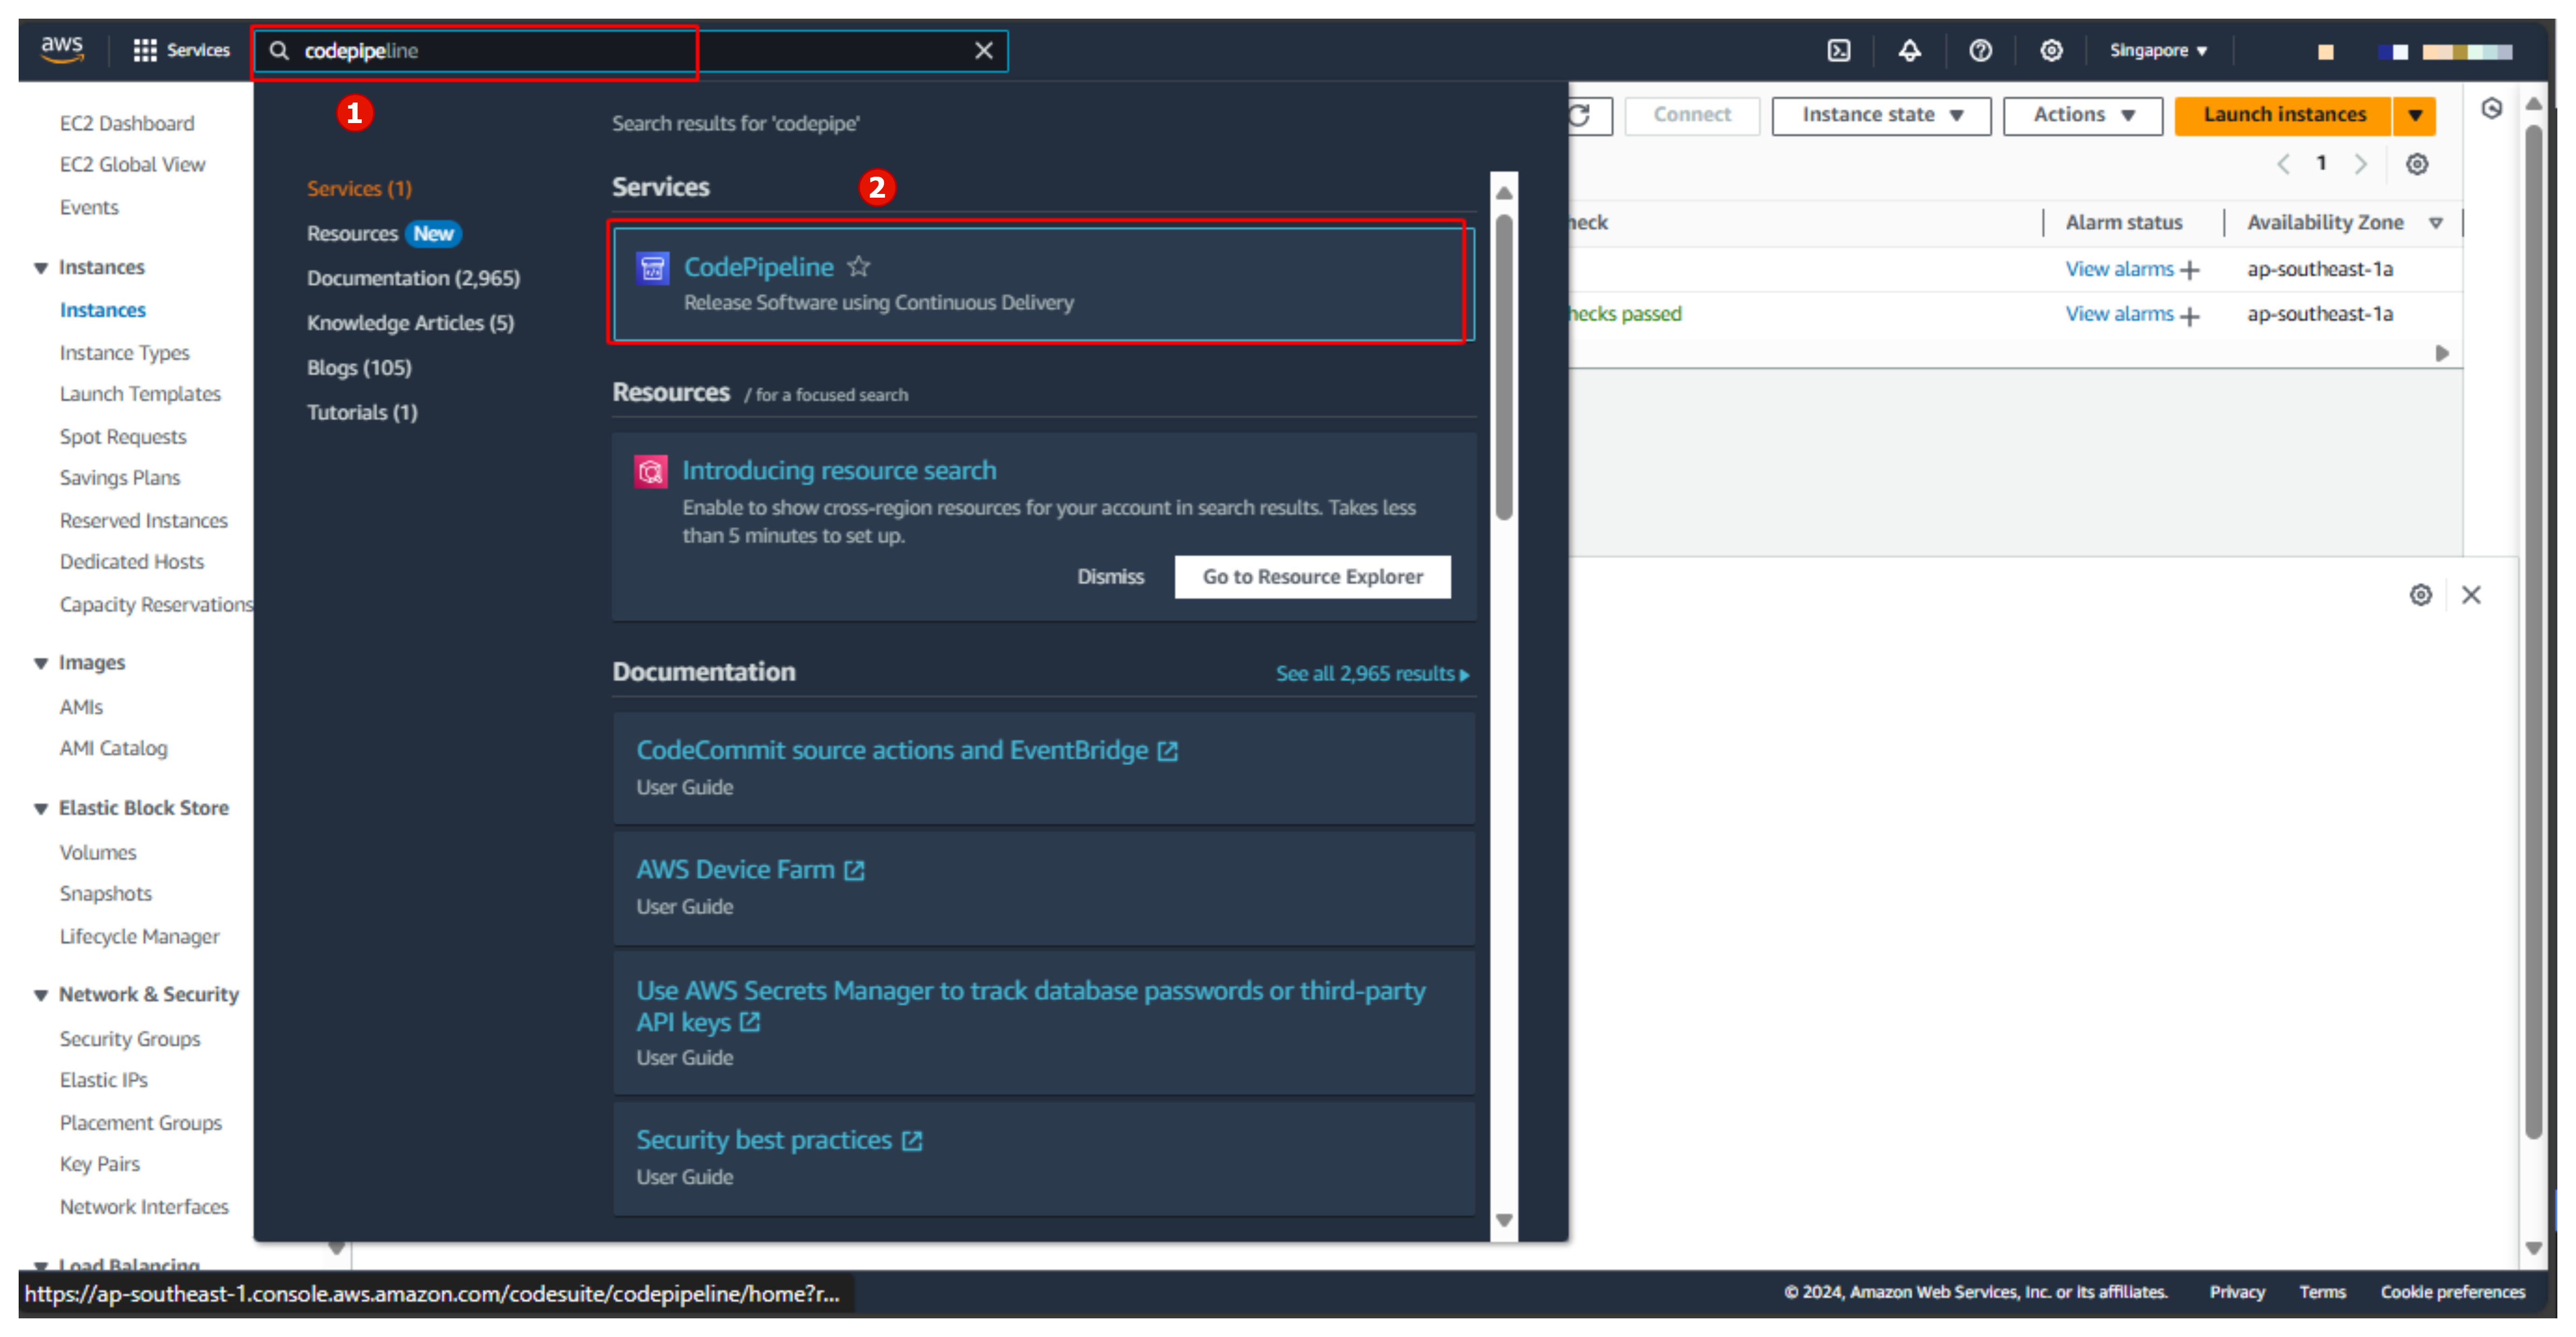 aws
Services
codepipeline
Singapore ▼
EC2 Dashboard
EC2 Global View
Events
Instances
Instances
Instance Types
Launch Templates
Spot Requests
Savings Plans
Reserved Instances
Dedicated Hosts
Capacity Reservations
Images
AMIs
AMI Catalog
Elastic Block Store
Volumes
Snapshots
Lifecycle Manager
Network & Security
Security Groups
Elastic IPs
Placement Groups
Key Pairs
Network Interfaces
Load Balancing
1
Services (1)
Resources New
Documentation (2,965)
Knowledge Articles (5)
Blogs (105)
Tutorials (1)
Search results for 'codepipe'
Services
2
CodePipeline
Release Software using Continuous Delivery
Resources / for a focused search
Introducing resource search
Enable to show cross-region resources for your account in search results. Takes less
than 5 minutes to set up.
Dismiss
Go to Resource Explorer
Documentation
See all 2,965 results
CodeCommit source actions and EventBridge
User Guide
AWS Device Farm
User Guide
Use AWS Secrets Manager to track database passwords or third-party
API keys
User Guide
Security best practices
User Guide
Connect
Instance state
Actions
Launch instances
1
heck
Alarm status
Availability Zone
View alarms +
ap-southeast-1a
hecks passed
View alarms +
ap-southeast-1a
https://ap-southeast-1.console.aws.amazon.com/codesuite/codepipeline/home?r...
© 2024, Amazon Web Services, Inc. or its affiliates.
Privacy
Terms
Cookie preferences